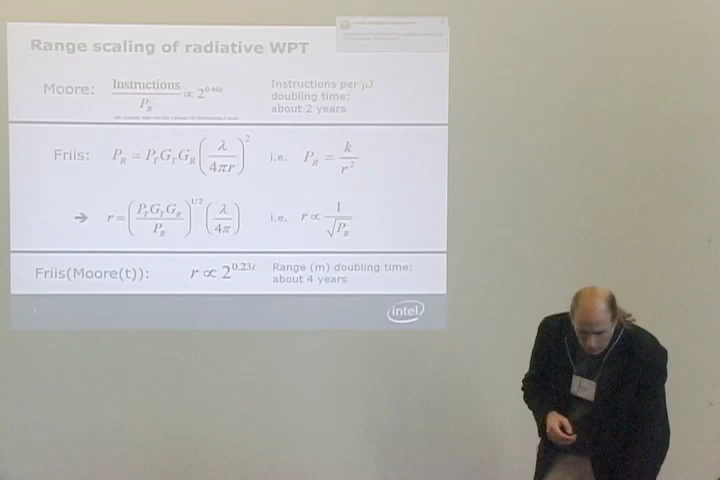 Range scaling of radiative WPT
Moore: Instructions / P_R ∝ 2^0.46t
Instructions per μJ
doubling time:
about 2 years
Friis: P_R = P_T G_T G_R (λ / 4πr)^2 i.e. P_R = k / r^2
➔ r = (P_T G_T G_R / P_R)^1/2 (λ / 4π) i.e. r ∝ 1 / √P_R
Friis(Moore(t)): r ∝ 2^0.23t
Range (m) doubling time:
about 4 years
intel